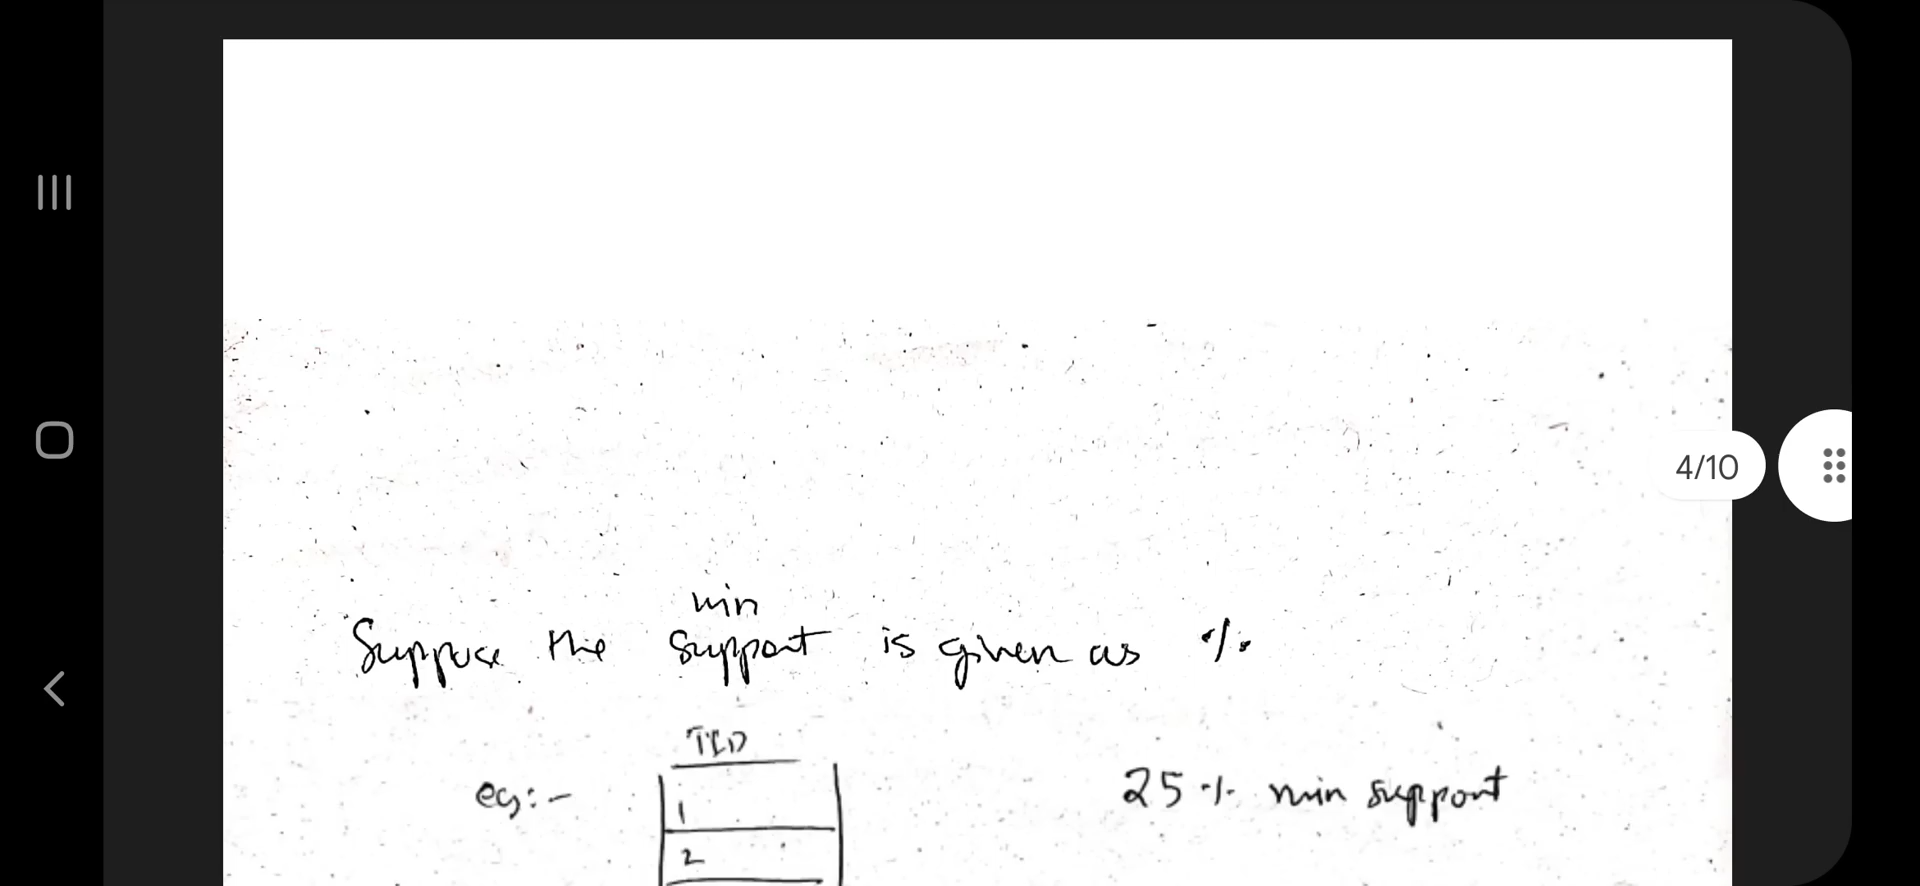 4/10
min
Suppose the support is given as %
TID
eg:- 25% min support
1
2